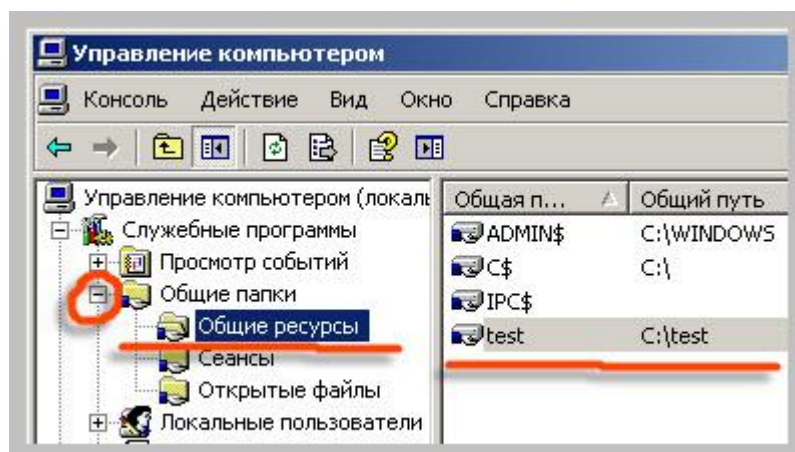 Управление компьютером
Консоль Действие Вид Окно Справка
Управление компьютером (локаль
Служебные программы
Просмотр событий
Общие папки
Общие ресурсы
Сеансы
Открытые файлы
Локальные пользователи
Общая п... Общий путь
ADMIN$ C:\WINDOWS
C$ C:\
IPC$
test C:\test